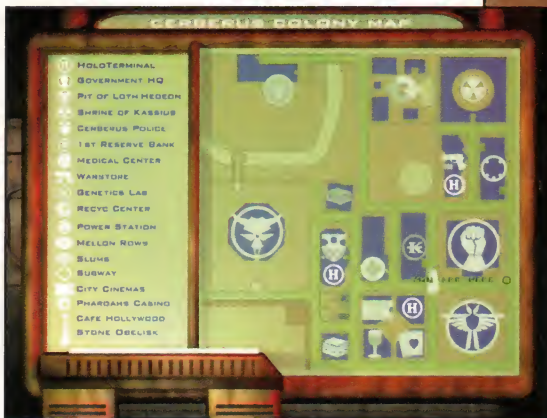 CERBERUS COLONY MAP
HOLOTERMINAL
GOVERNMENT HQ
PIT OF LOTH HEDEON
SHRINE OF KASSIUS
CERBERUS POLICE
1ST RESERVE BANK
MEDICAL CENTER
WARSTORE
GENETICS LAB
RECYC CENTER
POWER STATION
MELLON ROWS
SLUMS
SUBWAY
CITY CINEMAS
PHAROAHS CASINO
CAFE HOLLYWOOD
STONE OBELISK
H
H
H